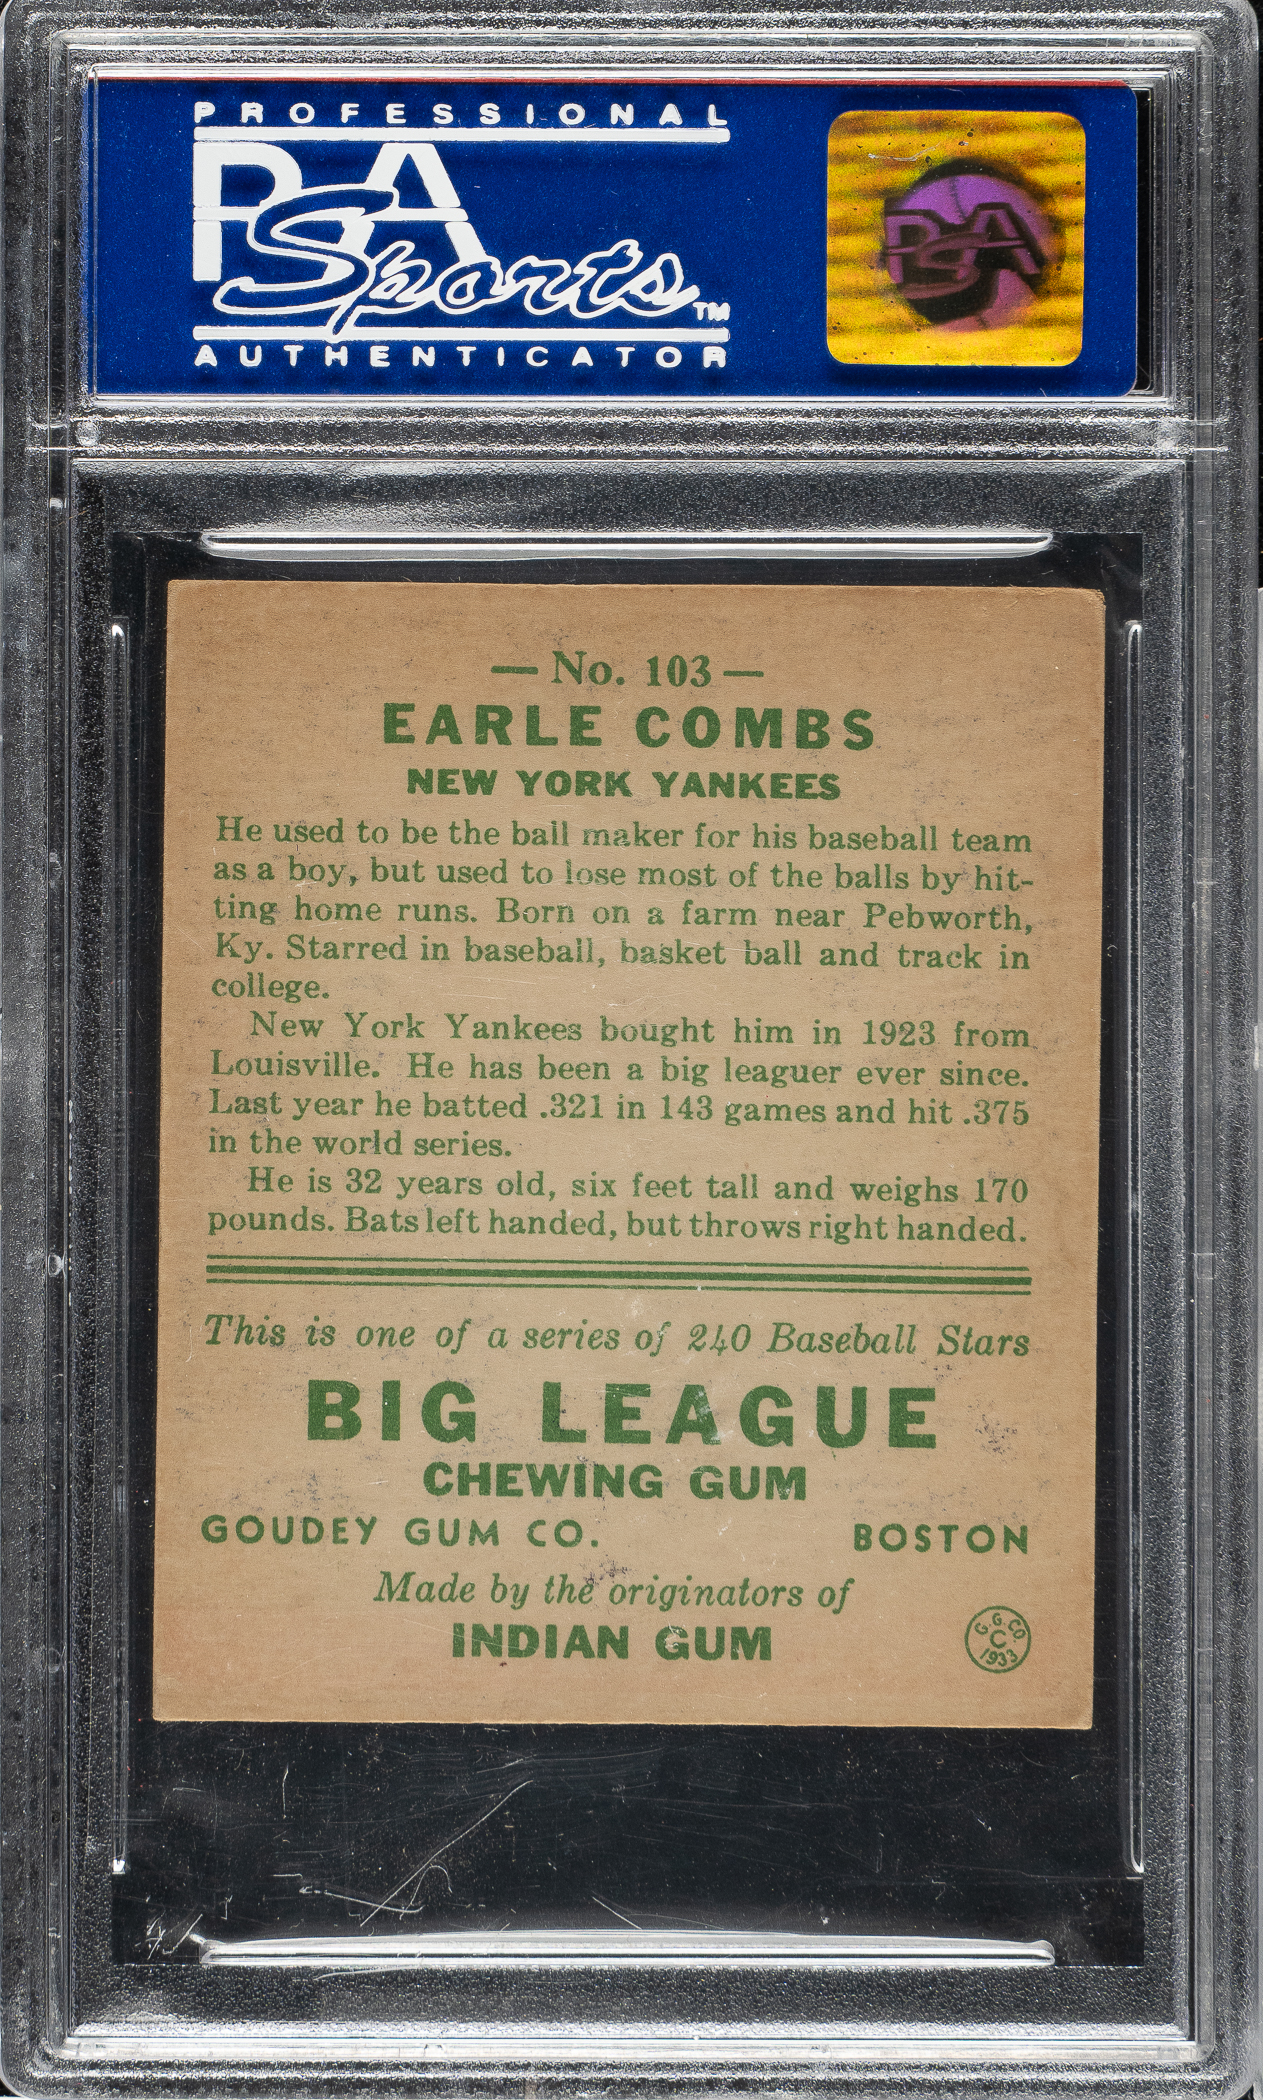 PROFESSIONAL
PSA
Sports™
AUTHENTICATOR
PSA
— No. 103 —
EARLE COMBS
NEW YORK YANKEES
He used to be the ball maker for his baseball team
as a boy, but used to lose most of the balls by hit-
ting home runs. Born on a farm near Pebworth,
Ky. Starred in baseball, basket ball and track in
college.
New York Yankees bought him in 1923 from
Louisville. He has been a big leaguer ever since.
Last year he batted .321 in 143 games and hit .375
in the world series.
He is 32 years old, six feet tall and weighs 170
pounds. Bats left handed, but throws right handed.
This is one of a series of 240 Baseball Stars
BIG LEAGUE
CHEWING GUM
GOUDEY GUM CO. BOSTON
Made by the originators of
INDIAN GUM
G.G.CO.
C
1933